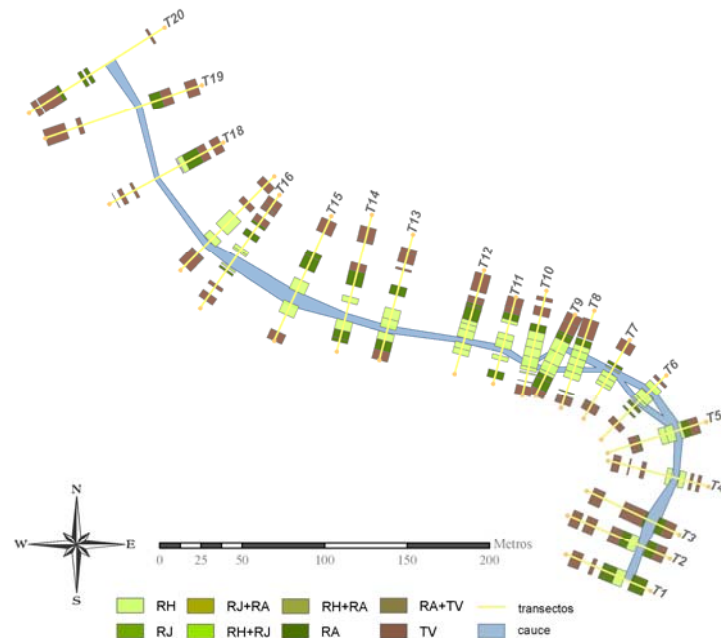 T20
T19
T18
T16
T15
T14
T13
T12
T11
T10
T9
T8
T7
T6
T5
T4
T3
T2
T1
N
W E
S
Metros
0 25 50 100 150 200
RH RJ+RA RH+RA RA+TV transectos
RJ RH+RJ RA TV cauce